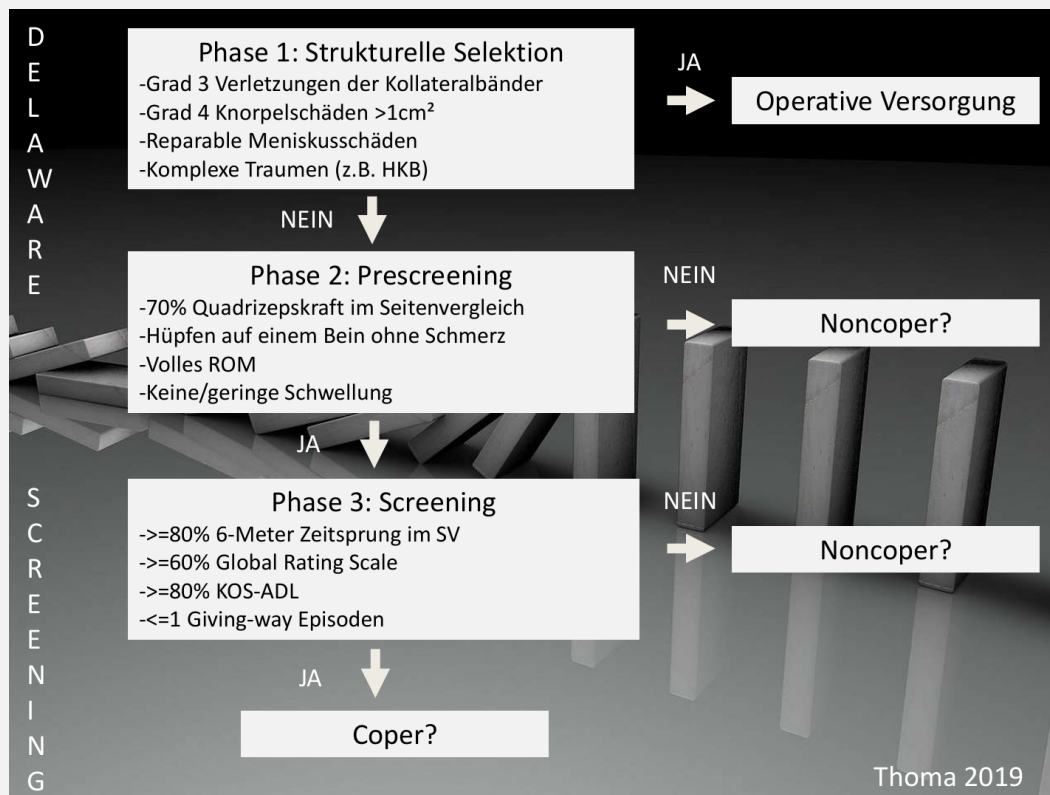 DELAWARE
SCREENING
Phase 1: Strukturelle Selektion
-Grad 3 Verletzungen der Kollateralbänder
-Grad 4 Knorpelschäden >1cm²
-Reparable Meniskusschäden
-Komplexe Traumen (z.B. HKB)
JA
Operative Versorgung
NEIN
Phase 2: Prescreening
-70% Quadrizepskraft im Seitenvergleich
-Hüpfen auf einem Bein ohne Schmerz
-Volles ROM
-Keine/geringe Schwellung
NEIN
Noncoper?
JA
Phase 3: Screening
->=80% 6-Meter Zeitsprung im SV
->=60% Global Rating Scale
->=80% KOS-ADL
-<=1 Giving-way Episoden
NEIN
Noncoper?
JA
Coper?
Thoma 2019